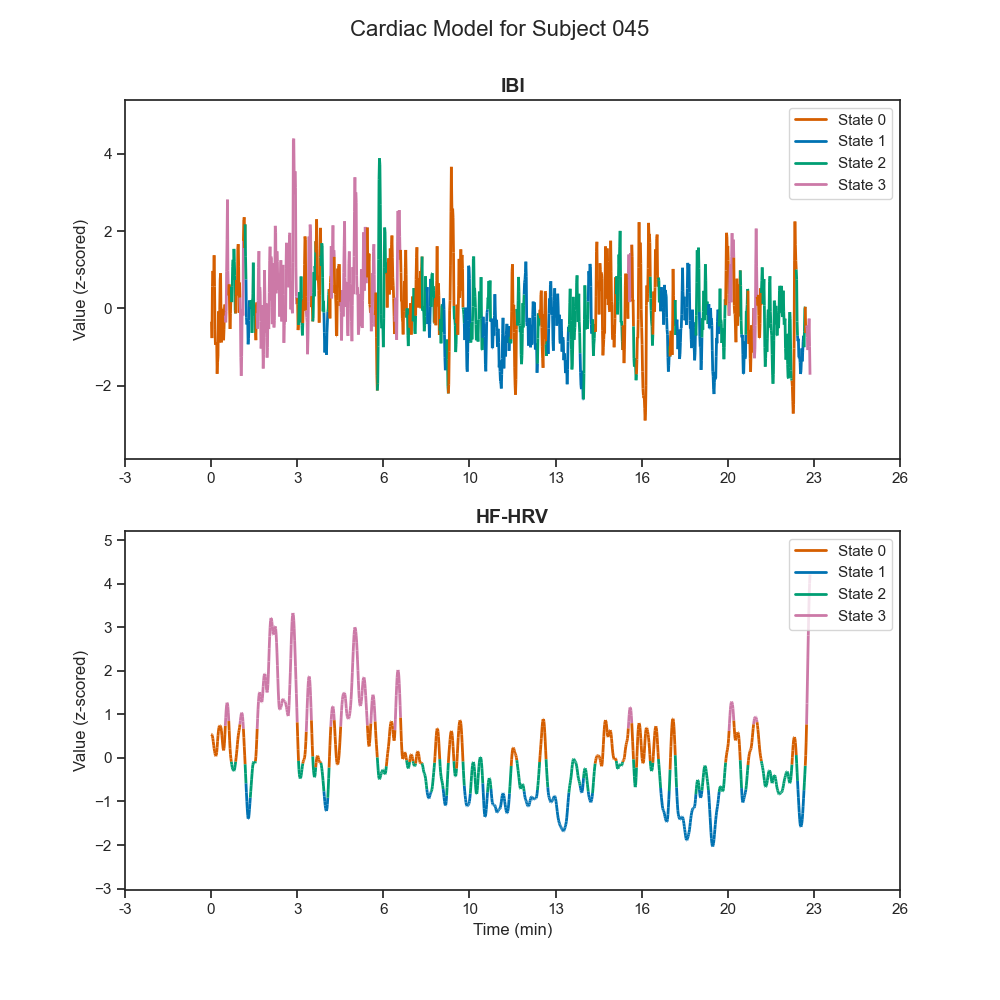 Cardiac Model for Subject 045
IBI
Value (z-scored)
4
2
0
−2
State 0
State 1
State 2
State 3
-3 0 3 6 10 13 16 20 23 26
HF-HRV
Value (z-scored)
5
4
3
2
1
0
−1
−2
−3
State 0
State 1
State 2
State 3
-3 0 3 6 10 13 16 20 23 26
Time (min)